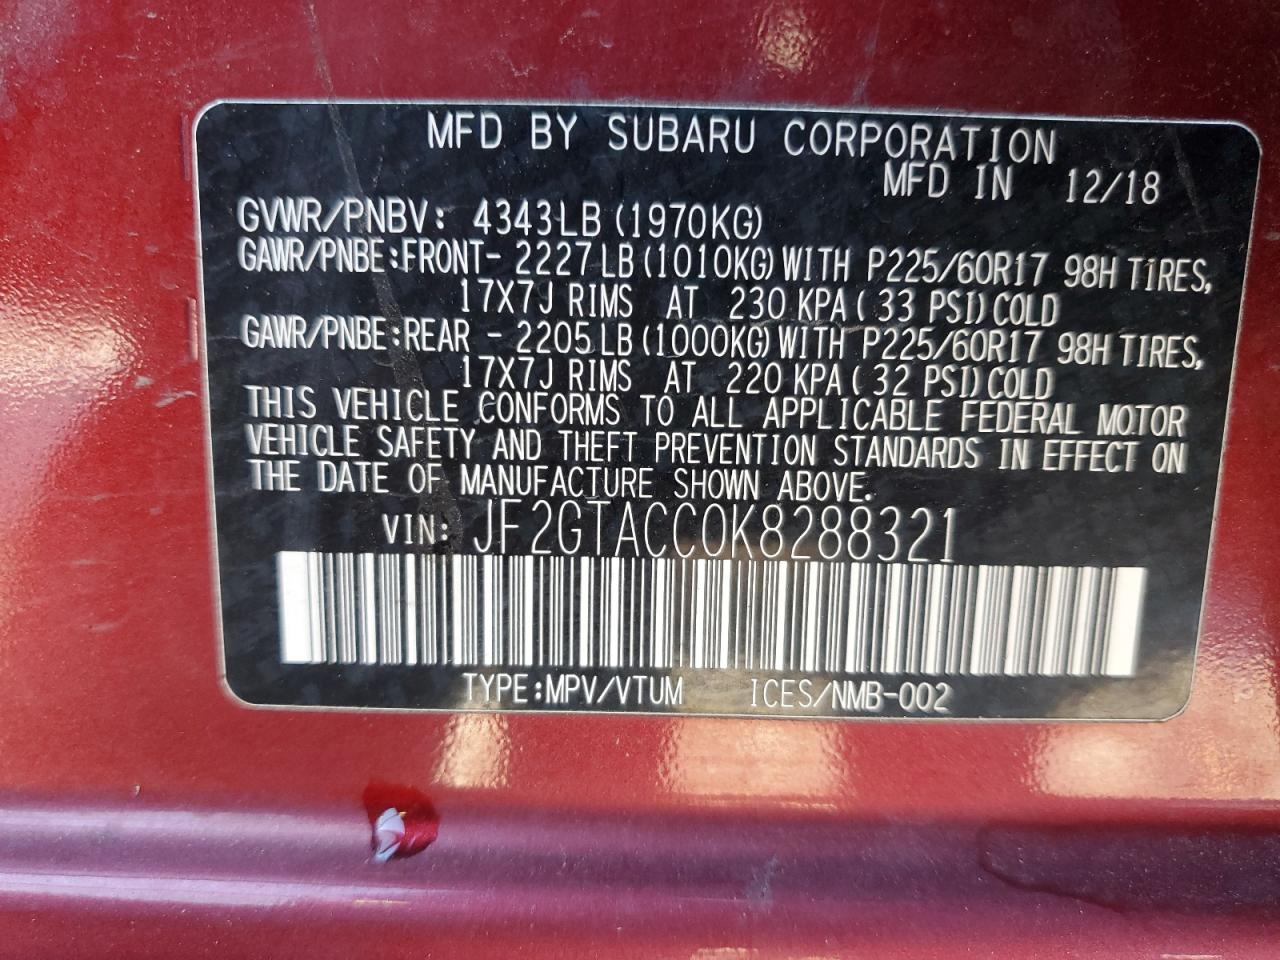 MFD BY SUBARU CORPORATION
MFD IN 12/18
GVWR/PNBV: 4343LB (1970KG)
GAWR/PNBE:FRONT- 2227LB(1010KG)WITH P225/60R17 98H TIRES,
17X7J RIMS AT 230 KPA( 33 PSI)COLD
GAWR/PNBE:REAR - 2205LB(1000KG)WITH P225/60R17 98H TIRES,
17X7J RIMS AT 220 KPA( 32 PSI)COLD
THIS VEHICLE CONFORMS TO ALL APPLICABLE FEDERAL MOTOR
VEHICLE SAFETY AND THEFT PREVENTION STANDARDS IN EFFECT ON
THE DATE OF MANUFACTURE SHOWN ABOVE.
VIN: JF2GTACC0K8288321
TYPE:MPV/VTUM ICES/NMB-002